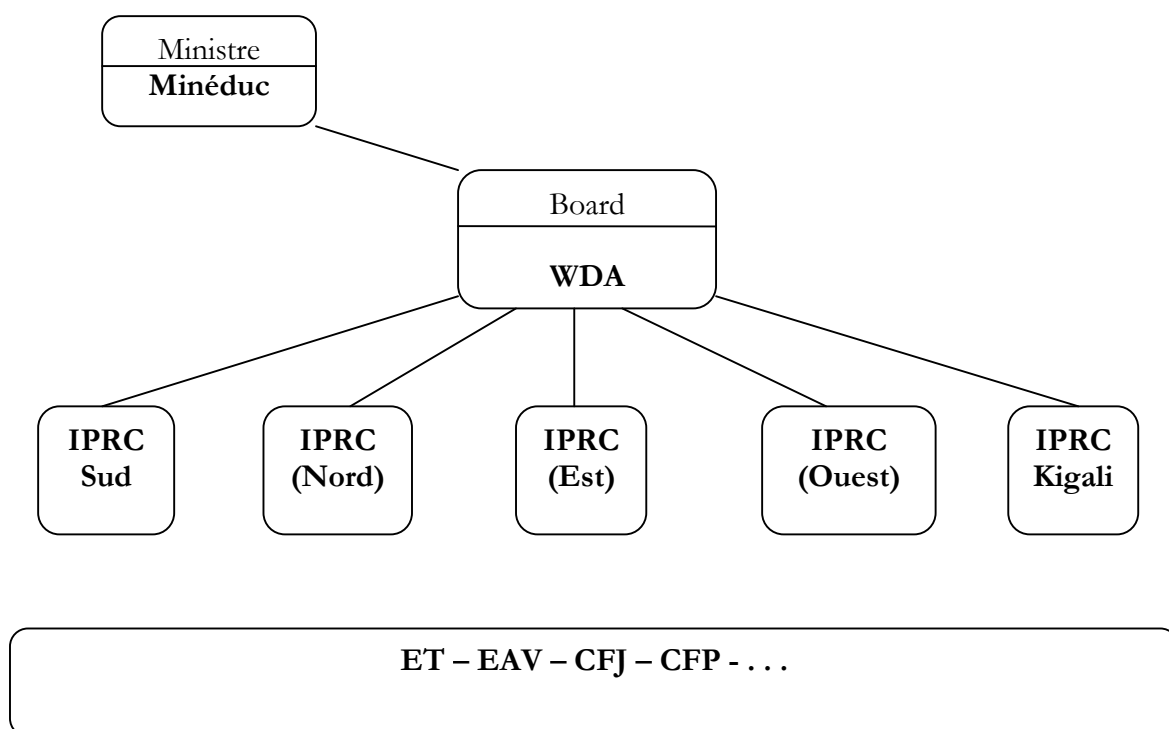 Ministre
Minéduc
Board
WDA
IPRC
Sud
IPRC
(Nord)
IPRC
(Est)
IPRC
(Ouest)
IPRC
Kigali
ET – EAV – CFJ – CFP - . . .